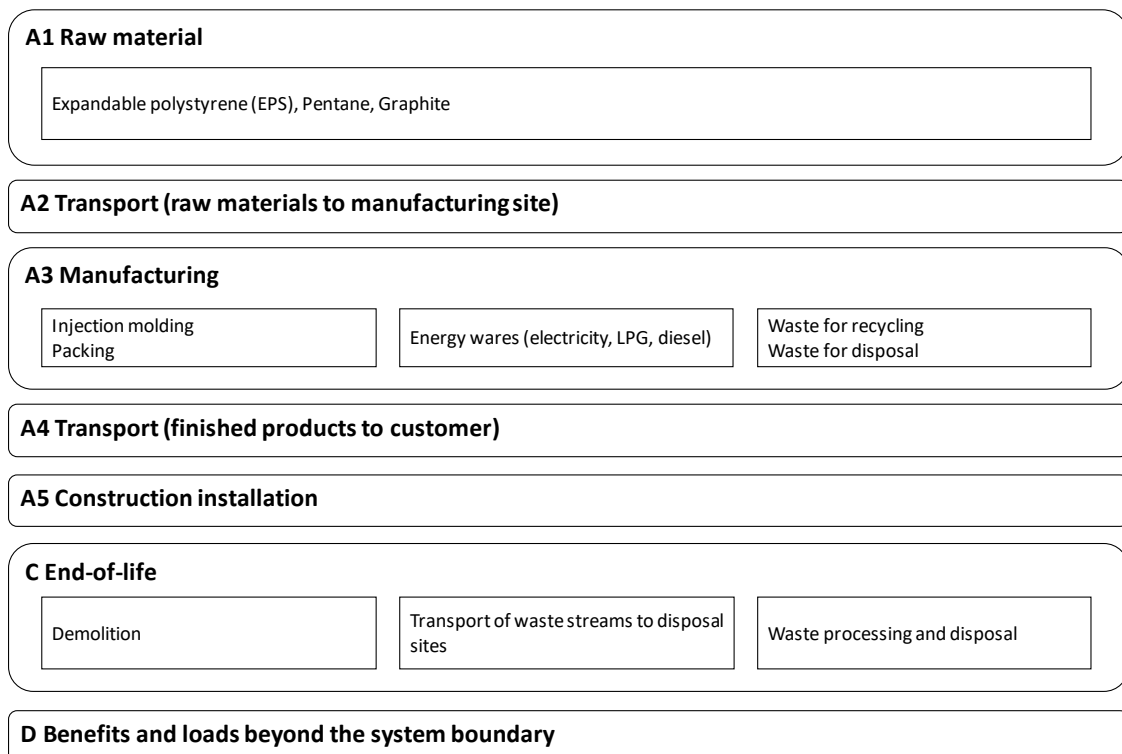 A1 Raw material
Expandable polystyrene (EPS), Pentane, Graphite
A2 Transport (raw materials to manufacturing site)
A3 Manufacturing
Injection molding
Packing
Energy wares (electricity, LPG, diesel)
Waste for recycling
Waste for disposal
A4 Transport (finished products to customer)
A5 Construction installation
C End-of-life
Demolition
Transport of waste streams to disposal
sites
Waste processing and disposal
D Benefits and loads beyond the system boundary